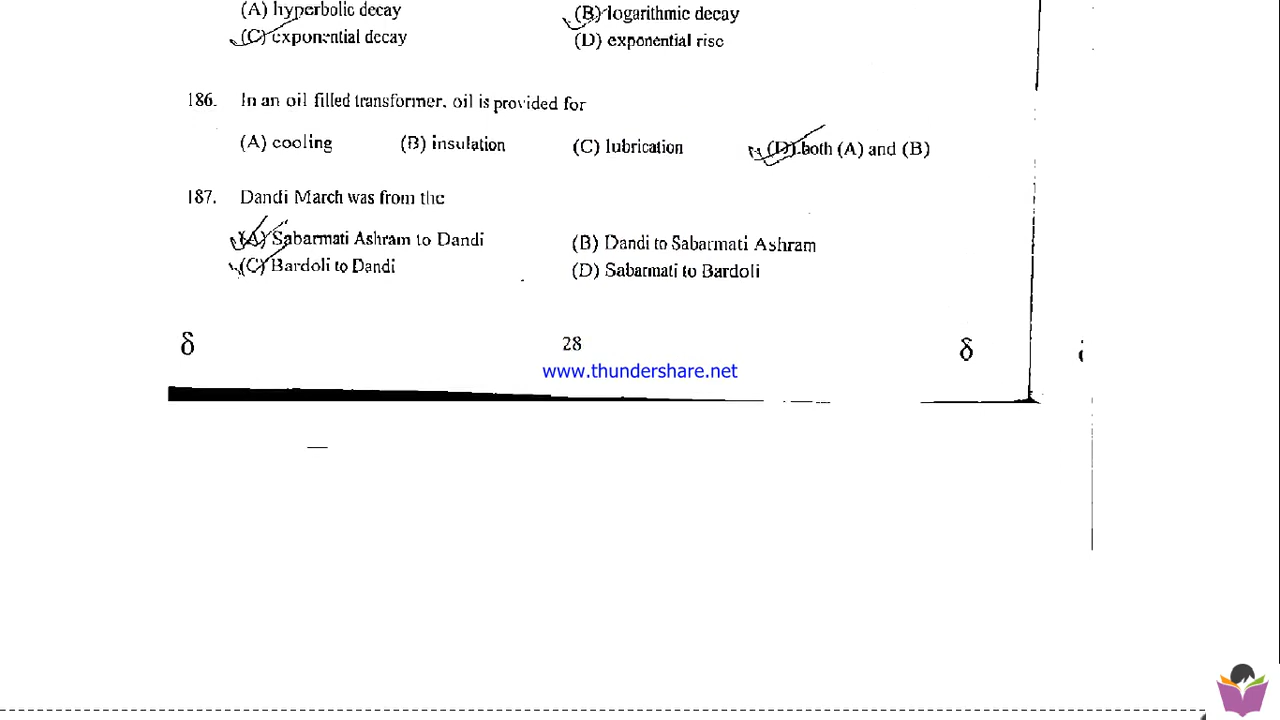 (A) hyperbolic decay (B) logarithmic decay
(C) exponential decay (D) exponential rise
186. In an oil filled transformer, oil is provided for
(A) cooling (B) insulation (C) lubrication (D) both (A) and (B)
187. Dandi March was from the
(A) Sabarmati Ashram to Dandi (B) Dandi to Sabarmati Ashram
(C) Bardoli to Dandi (D) Sabarmati to Bardoli
δ 28 δ
www.thundershare.net